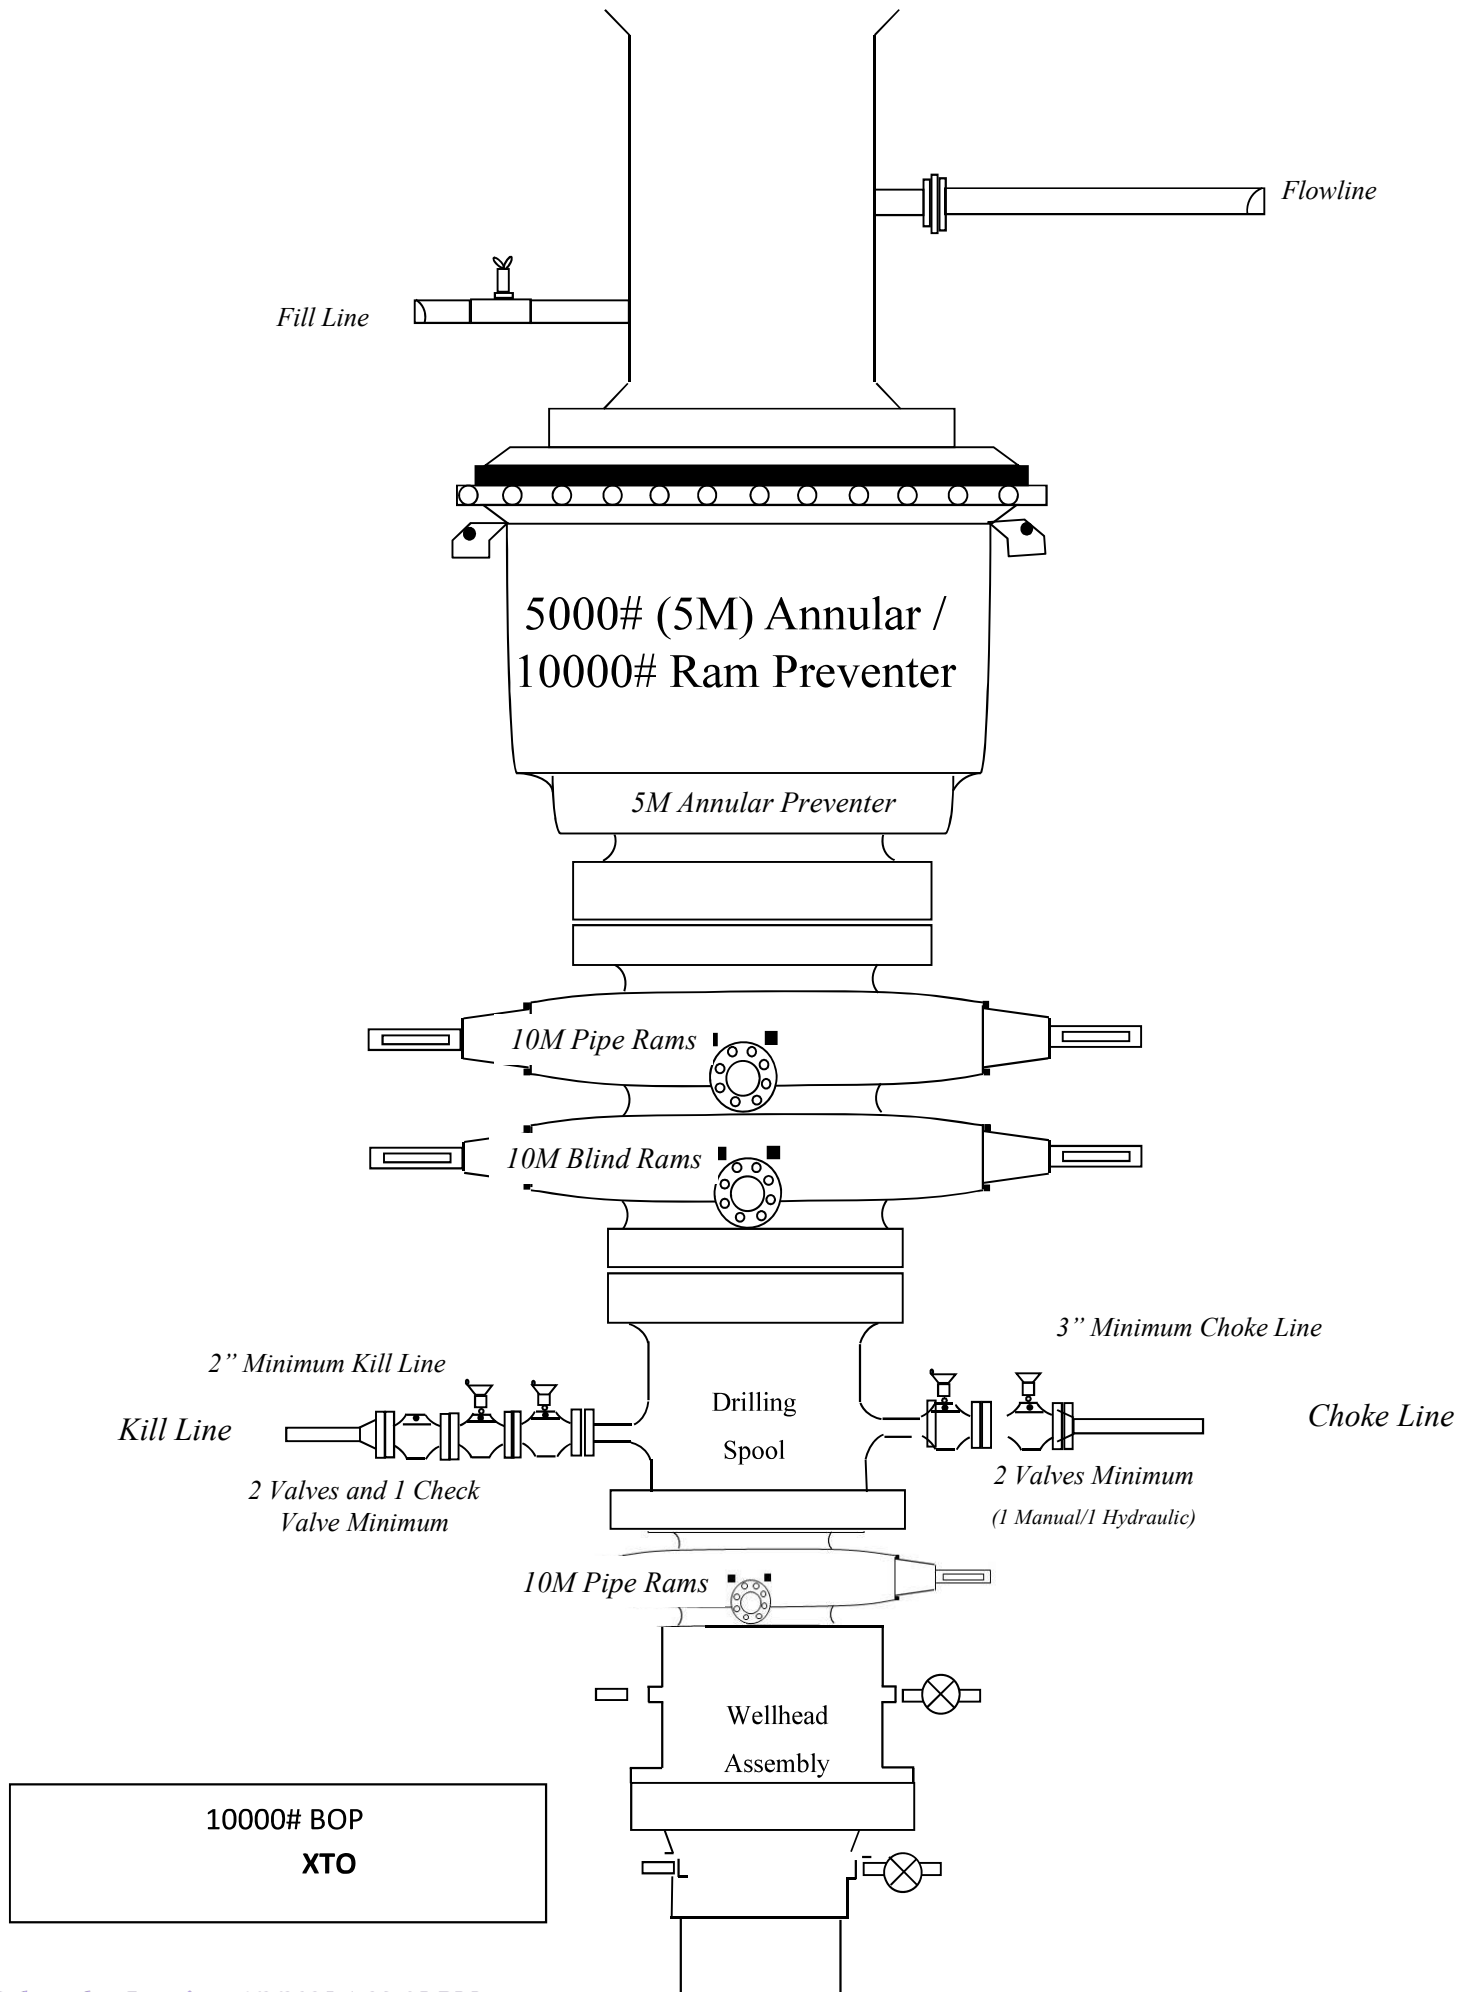 Flowline
Fill Line
5000# (5M) Annular /
10000# Ram Preventer
5M Annular Preventer
10M Pipe Rams
10M Blind Rams
3” Minimum Choke Line
2” Minimum Kill Line
Drilling
Spool
Kill Line
Choke Line
2 Valves and 1 Check
Valve Minimum
2 Valves Minimum
(1 Manual/1 Hydraulic)
10M Pipe Rams
Wellhead
Assembly
10000# BOP
XTO